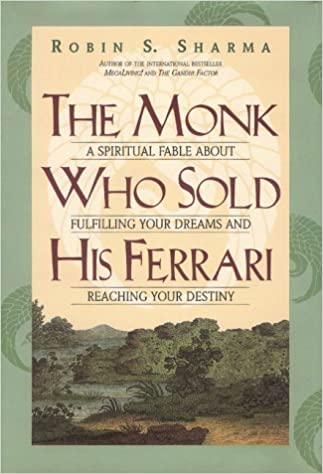 ROBIN S. SHARMA
AUTHOR OF THE INTERNATIONAL BESTSELLER
MEGALIVING! AND THE GANDER FACTOR
THE MONK
A SPIRITUAL FABLE ABOUT
WHO SOLD
FULFILLING YOUR DREAMS AND
HIS FERRARI
REACHING YOUR DESTINY